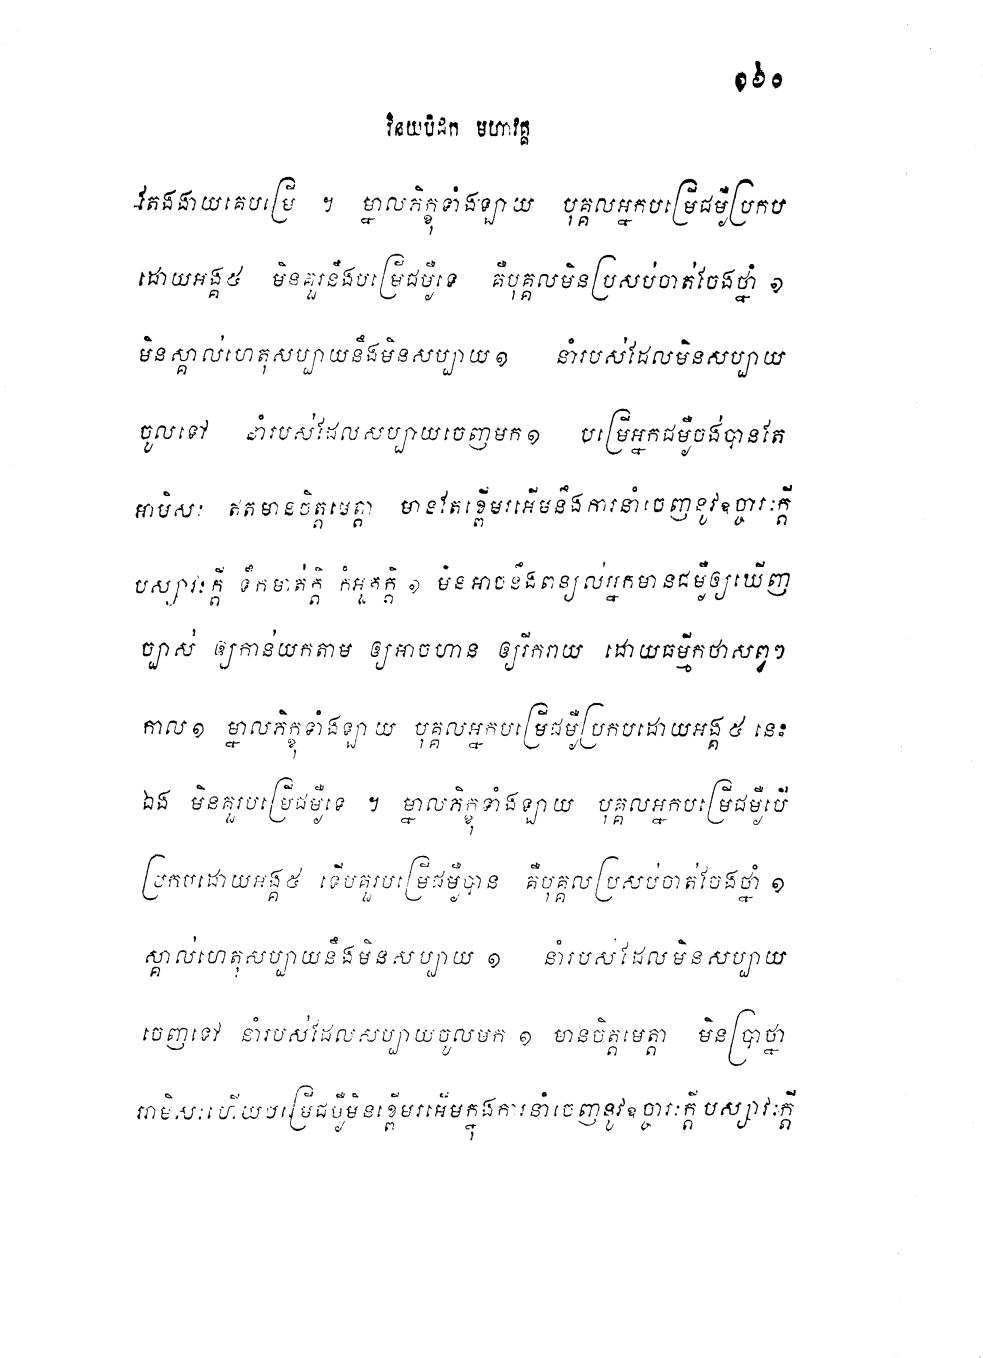 ១៦០
វិនយបិដក មហាវគ្គ
វតងងាយគេបម្រើ ។ ម្នាលភិក្ខុទាំងឡាយ បុគ្គលអ្នកបម្រើជម្ងឺប្រកប
ដោយអង្គ៥ មិនគួរនឹងបម្រើជម្ងឺទេ គឺបុគ្គលមិនប្រសប់ចាត់ចែងថ្នាំ ១
មិនស្គាល់ហេតុសប្បាយនឹងមិនសប្បាយ១ នាំរបស់ដែលមិនសប្បាយ
ចូលទៅ នាំរបស់ដែលសប្បាយចេញមក១ បម្រើអ្នកជម្ងឺចង់បានតែ
អាមិសៈ ឥតមានចិត្តមេត្តា មានតែខ្ពើមរអើមនឹងការនាំចេញនូវឧច្ចារៈក្តី
បស្សាវៈក្តី ទឹកមាត់ក្តី កំអួតក្តី ១ មិនអាចនឹងពន្យល់អ្នកមានជម្ងឺឲ្យឃើញ
ច្បាស់ ឲ្យកាន់យកតាម ឲ្យអាចហាន ឲ្យរីករាយ ដោយធម្មីកថាសព្វៗ
កាល១ ម្នាលភិក្ខុទាំងឡាយ បុគ្គលអ្នកបម្រើជម្ងឺប្រកបដោយអង្គ ៥ នេះ
ឯង មិនគួរបម្រើជម្ងឺទេ ។ ម្នាលភិក្ខុទាំងឡាយ បុគ្គលអ្នកបម្រើជម្ងឺបើ
ប្រកបដោយអង្គ៥ ទើបគួរបម្រើជម្ងឺបាន គឺបុគ្គលប្រសប់ចាត់ចែងថ្នាំ ១
ស្គាល់ហេតុសប្បាយនឹងមិនសប្បាយ ១ នាំរបស់ដែលមិនសប្បាយ
ចេញទៅ នាំរបស់ដែលសប្បាយចូលមក ១ មានចិត្តមេត្តា មិនប្រាថ្នា
អាមិសៈហើយបម្រើជម្ងឺមិនខ្ពើមរអើមក្នុងការនាំចេញនូវឧច្ចារៈក្តី បស្សាវៈក្តី